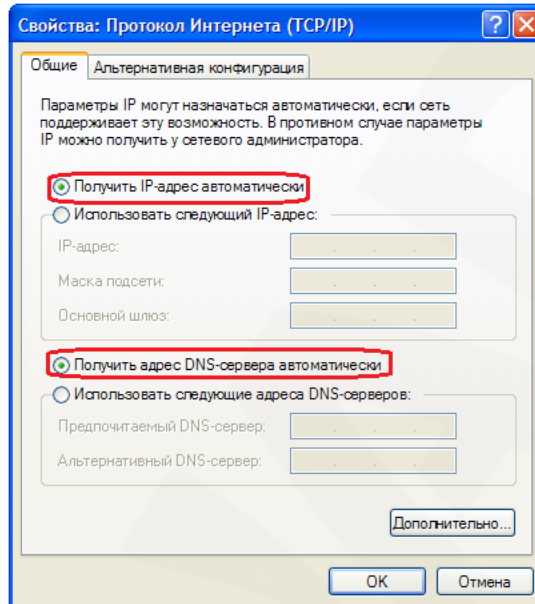 Свойства: Протокол Интернета (TCP/IP)
Общие
Альтернативная конфигурация
Параметры IP могут назначаться автоматически, если сеть
поддерживает эту возможность. В противном случае параметры
IP можно получить у сетевого администратора.
Получить IP-адрес автоматически
Использовать следующий IP-адрес:
IP-адрес:
Маска подсети:
Основной шлюз:
Получить адрес DNS-сервера автоматически
Использовать следующие адреса DNS-серверов:
Предпочитаемый DNS-сервер:
Альтернативный DNS-сервер:
Дополнительно...
OK
Отмена